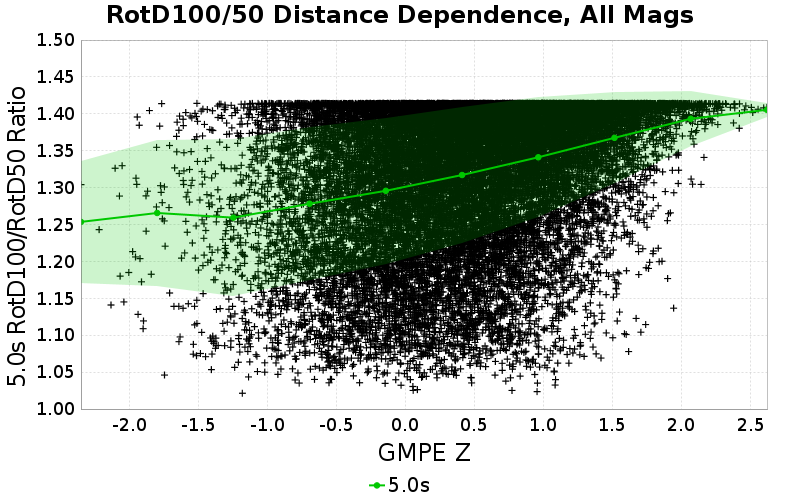 RotD100/50 Distance Dependence, All Mags
5.0s RotD100/RotD50 Ratio
1.50
1.45
1.40
1.35
1.30
1.25
1.20
1.15
1.10
1.05
1.00
-2.0 -1.5 -1.0 -0.5 0.0 0.5 1.0 1.5 2.0 2.5
GMPE Z
5.0s